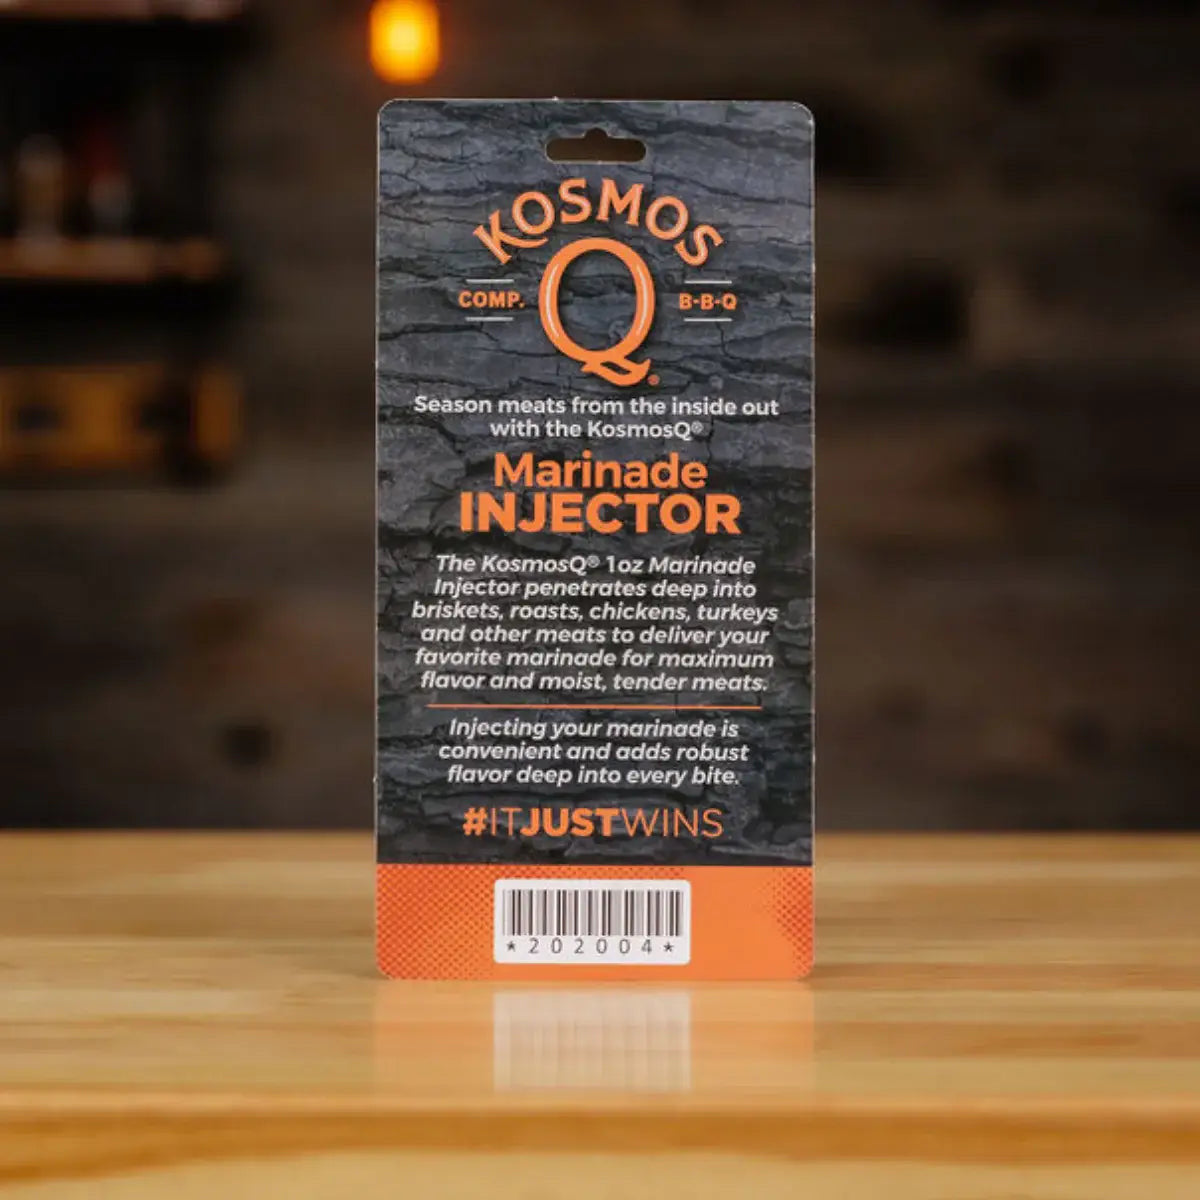 KOSMOS
COMP. Q® B-B-Q
Season meats from the inside out
with the KosmosQ®
Marinade
INJECTOR
The KosmosQ® 1oz Marinade
Injector penetrates deep into
briskets, roasts, chickens, turkeys
and other meats to deliver your
favorite marinade for maximum
flavor and moist, tender meats.
Injecting your marinade is
convenient and adds robust
flavor deep into every bite.
#ITJUSTWINS
*202004*